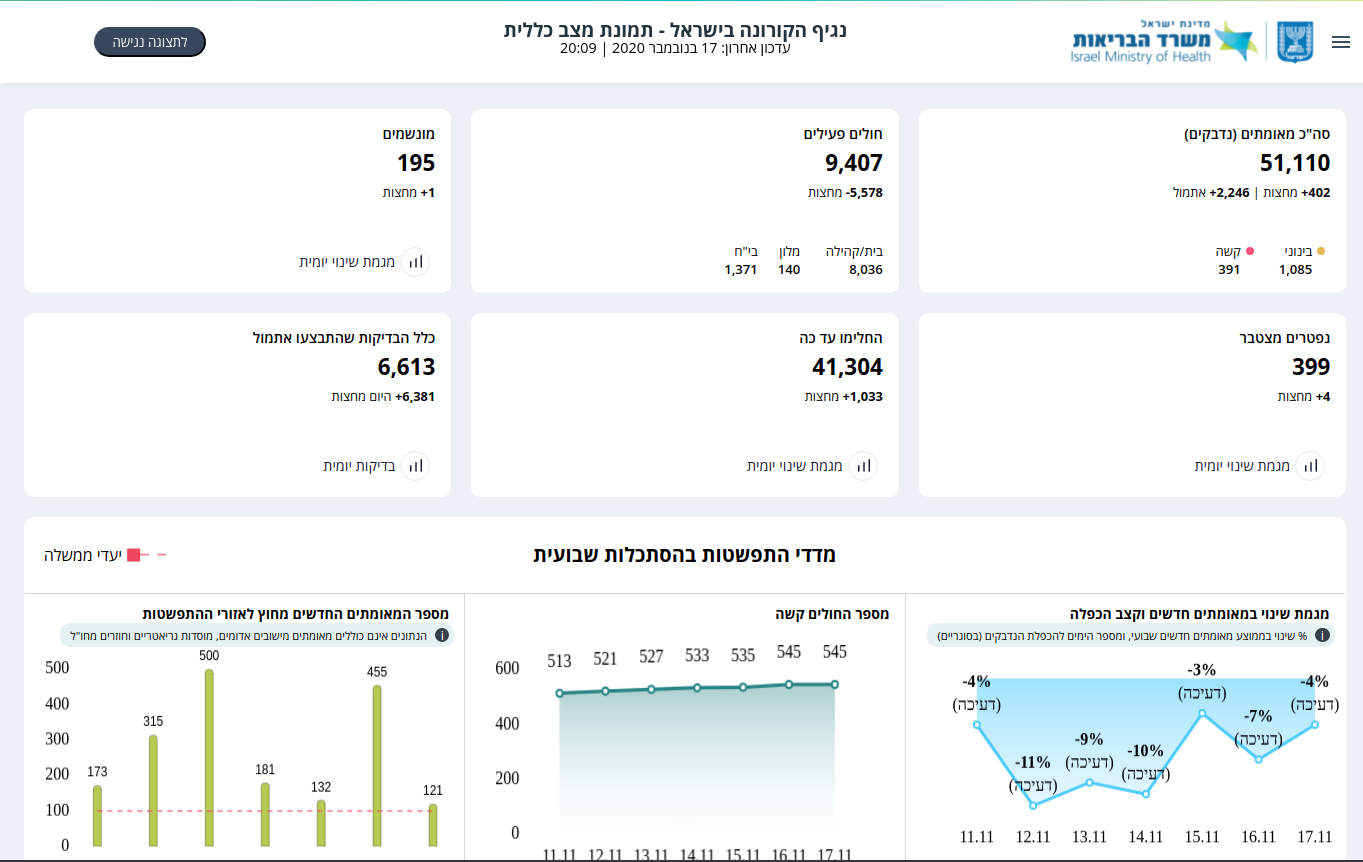 מדינת ישראל
משרד הבריאות
Israel Ministry of Health
נגיף הקורונה בישראל - תמונת מצב כללית
עדכון אחרון: 17 בנובמבר 2020 | 20:09
לתצוגה נגישה
סה"כ מאומתים (נדבקים)
51,110
+402 מחצות | +2,246 אתמול
בינוני קשה
1,085 391
חולים פעילים
9,407
-5,578 מחצות
בית/קהילה מלון בי"ח
8,036 140 1,371
מונשמים
195
+1 מחצות
מגמת שינוי יומית
נפטרים מצטבר
399
+4 מחצות
מגמת שינוי יומית
החלימו עד כה
41,304
+1,033 מחצות
מגמת שינוי יומית
כלל הבדיקות שהתבצעו אתמול
6,613
+6,381 היום מחצות
בדיקות יומית
מדדי התפשטות בהסתכלות שבועית
יעדי ממשלה
מגמת שינוי במאומתים חדשים וקצב הכפלה
% שינוי בממוצע מאומתים חדשים שבועי, ומספר הימים להכפלת הנדבקים (בסוגריים)
-4%
(דעיכה)
-11%
(דעיכה)
-9%
(דעיכה)
-10%
(דעיכה)
-3%
(דעיכה)
-7%
(דעיכה)
-4%
(דעיכה)
11.11 12.11 13.11 14.11 15.11 16.11 17.11
מספר החולים קשה
513 521 527 533 535 545 545
600
400
200
0
11.11 12.11 13.11 14.11 15.11 16.11 17.11
מספר המאומתים החדשים מחוץ לאזורי ההתפשטות
הנתונים אינם כוללים מאומתים מישובים אדומים, מוסדות גריאטריים וחוזרים מחו"ל
500
400
300
200
100
0
173 315 500 181 132 455 121